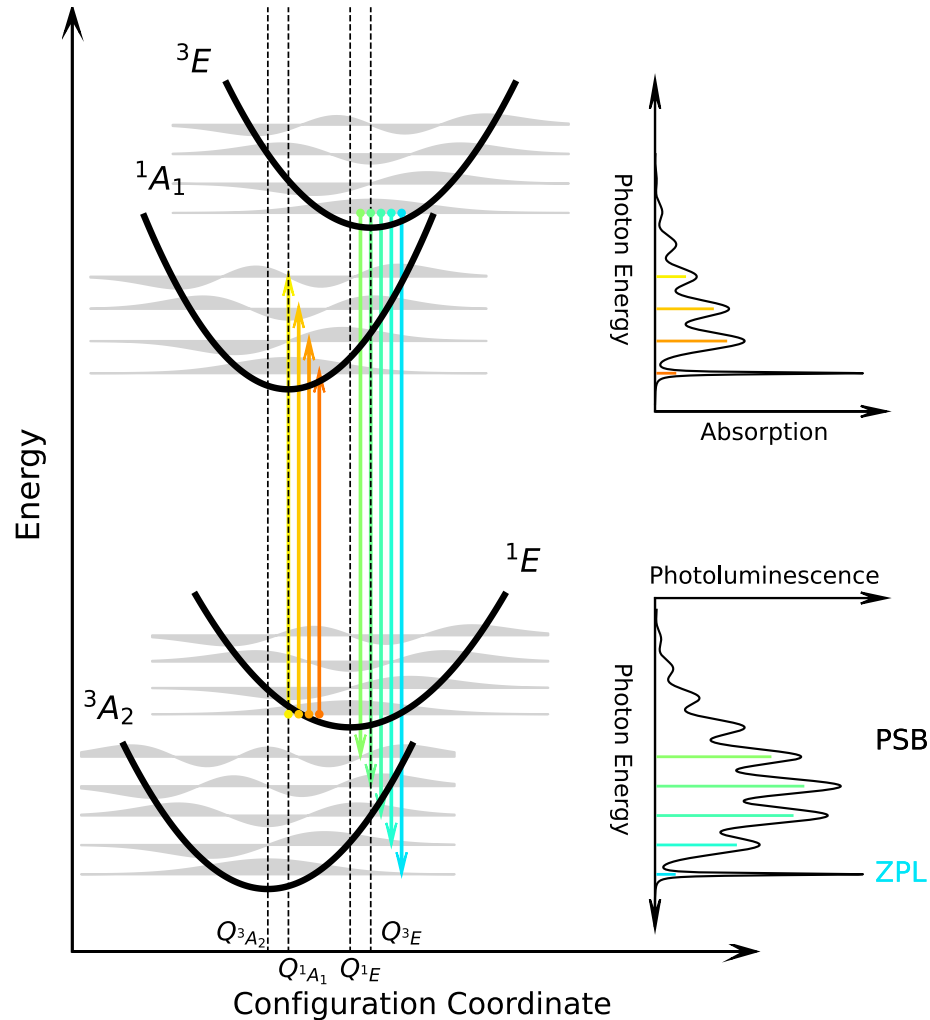 ³E
¹A₁
Photon Energy
Absorption
Energy
¹E
Photoluminescence
³A₂
Photon Energy
PSB
ZPL
Q³A₂
Q³E
Q¹A₁
Q¹E
Configuration Coordinate